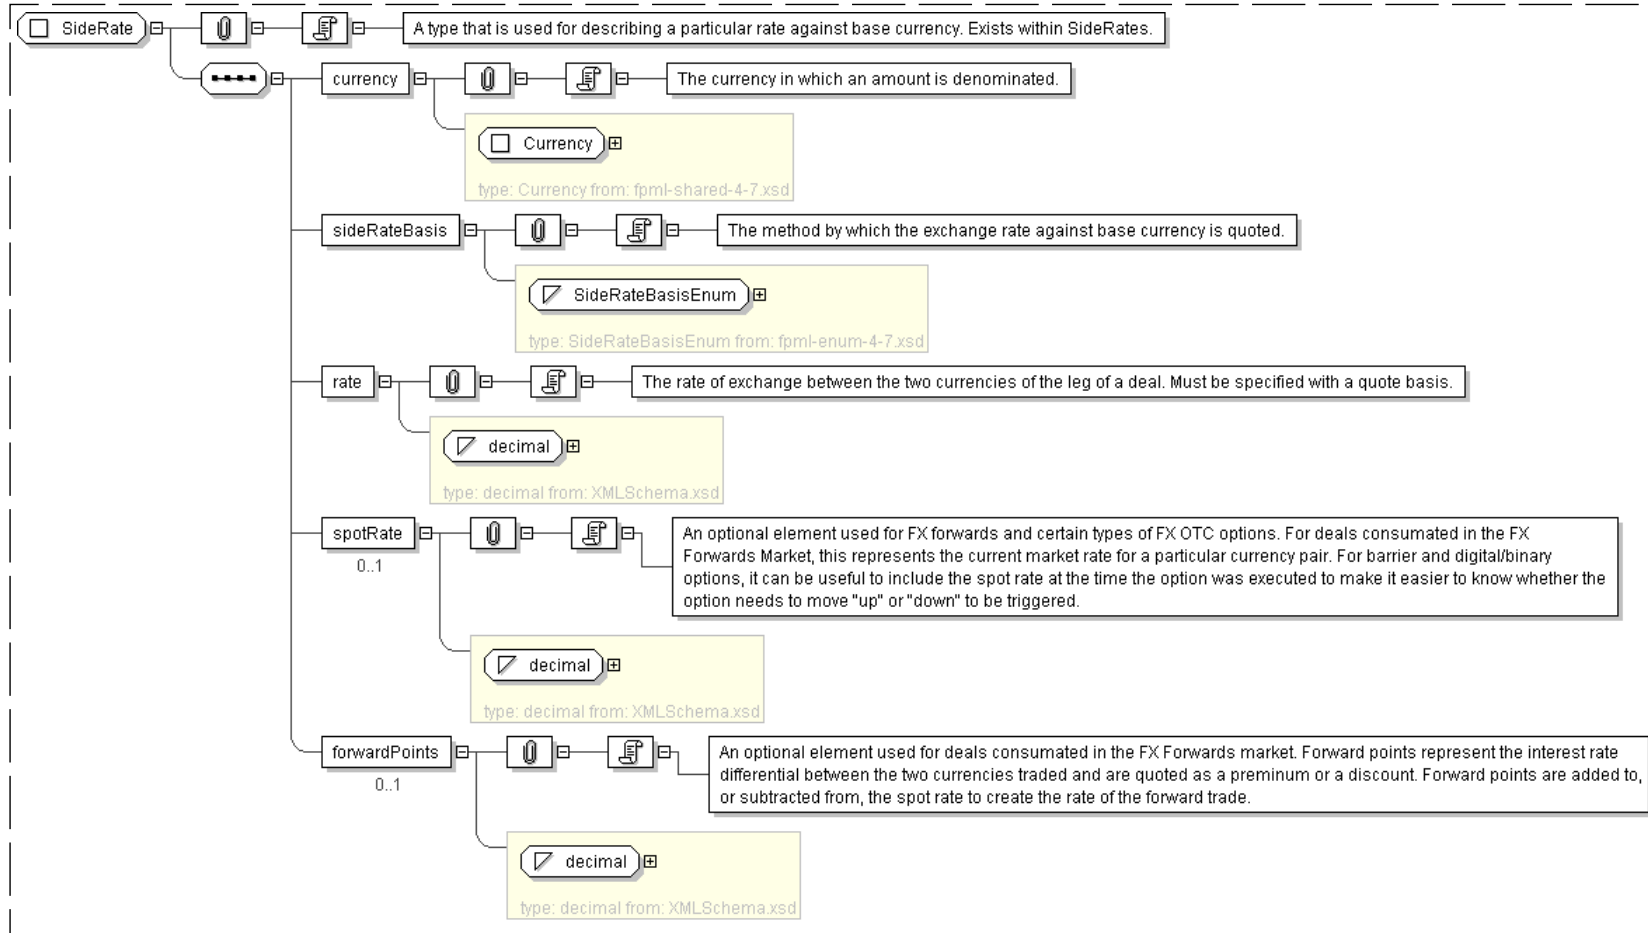 SideRate
A type that is used for describing a particular rate against base currency. Exists within SideRates.
currency
The currency in which an amount is denominated.
Currency
type: Currency from: fpml-shared-4-7.xsd
sideRateBasis
The method by which the exchange rate against base currency is quoted.
SideRateBasisEnum
type: SideRateBasisEnum from: fpml-enum-4-7.xsd
rate
The rate of exchange between the two currencies of the leg of a deal. Must be specified with a quote basis.
decimal
type: decimal from: XMLSchema.xsd
spotRate
0..1
An optional element used for FX forwards and certain types of FX OTC options. For deals consumated in the FX
Forwards Market, this represents the current market rate for a particular currency pair. For barrier and digital/binary
options, it can be useful to include the spot rate at the time the option was executed to make it easier to know whether the
option needs to move "up" or "down" to be triggered.
decimal
type: decimal from: XMLSchema.xsd
forwardPoints
0..1
An optional element used for deals consumated in the FX Forwards market. Forward points represent the interest rate
differential between the two currencies traded and are quoted as a preminum or a discount. Forward points are added to,
or subtracted from, the spot rate to create the rate of the forward trade.
decimal
type: decimal from: XMLSchema.xsd